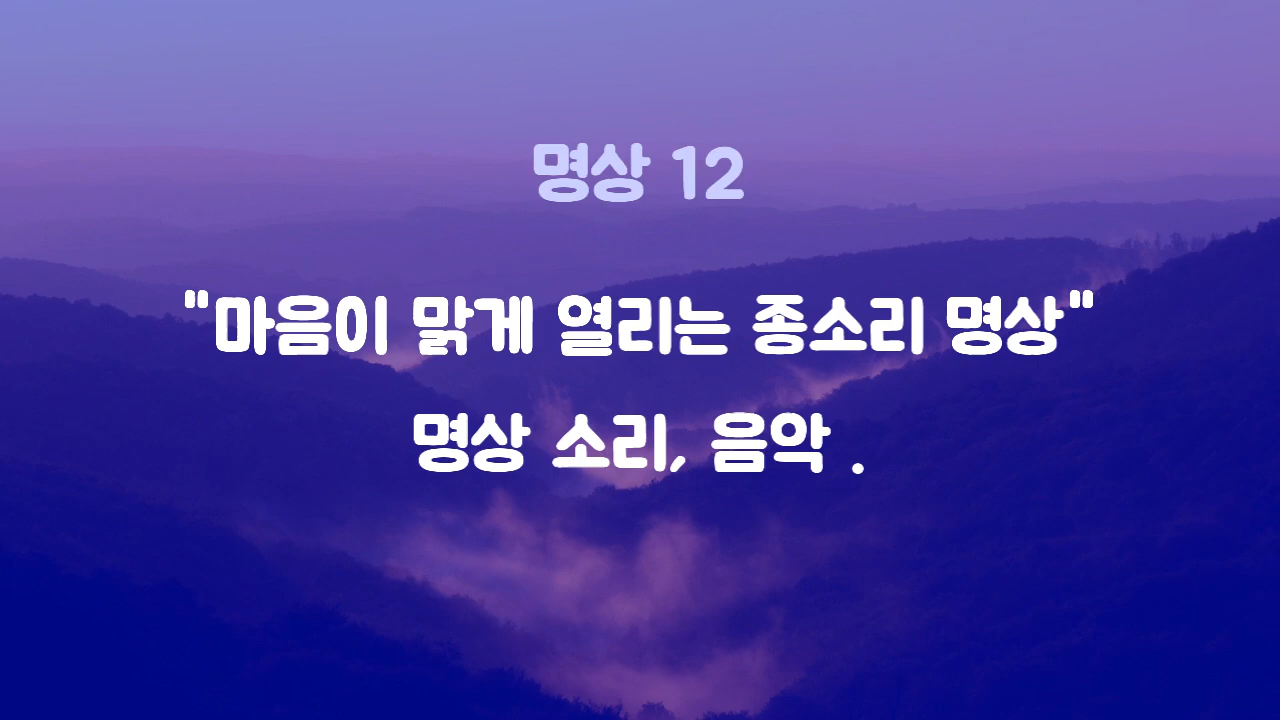 명상 12
"마음이 맑게 열리는 종소리 명상"
명상 소리, 음악 .